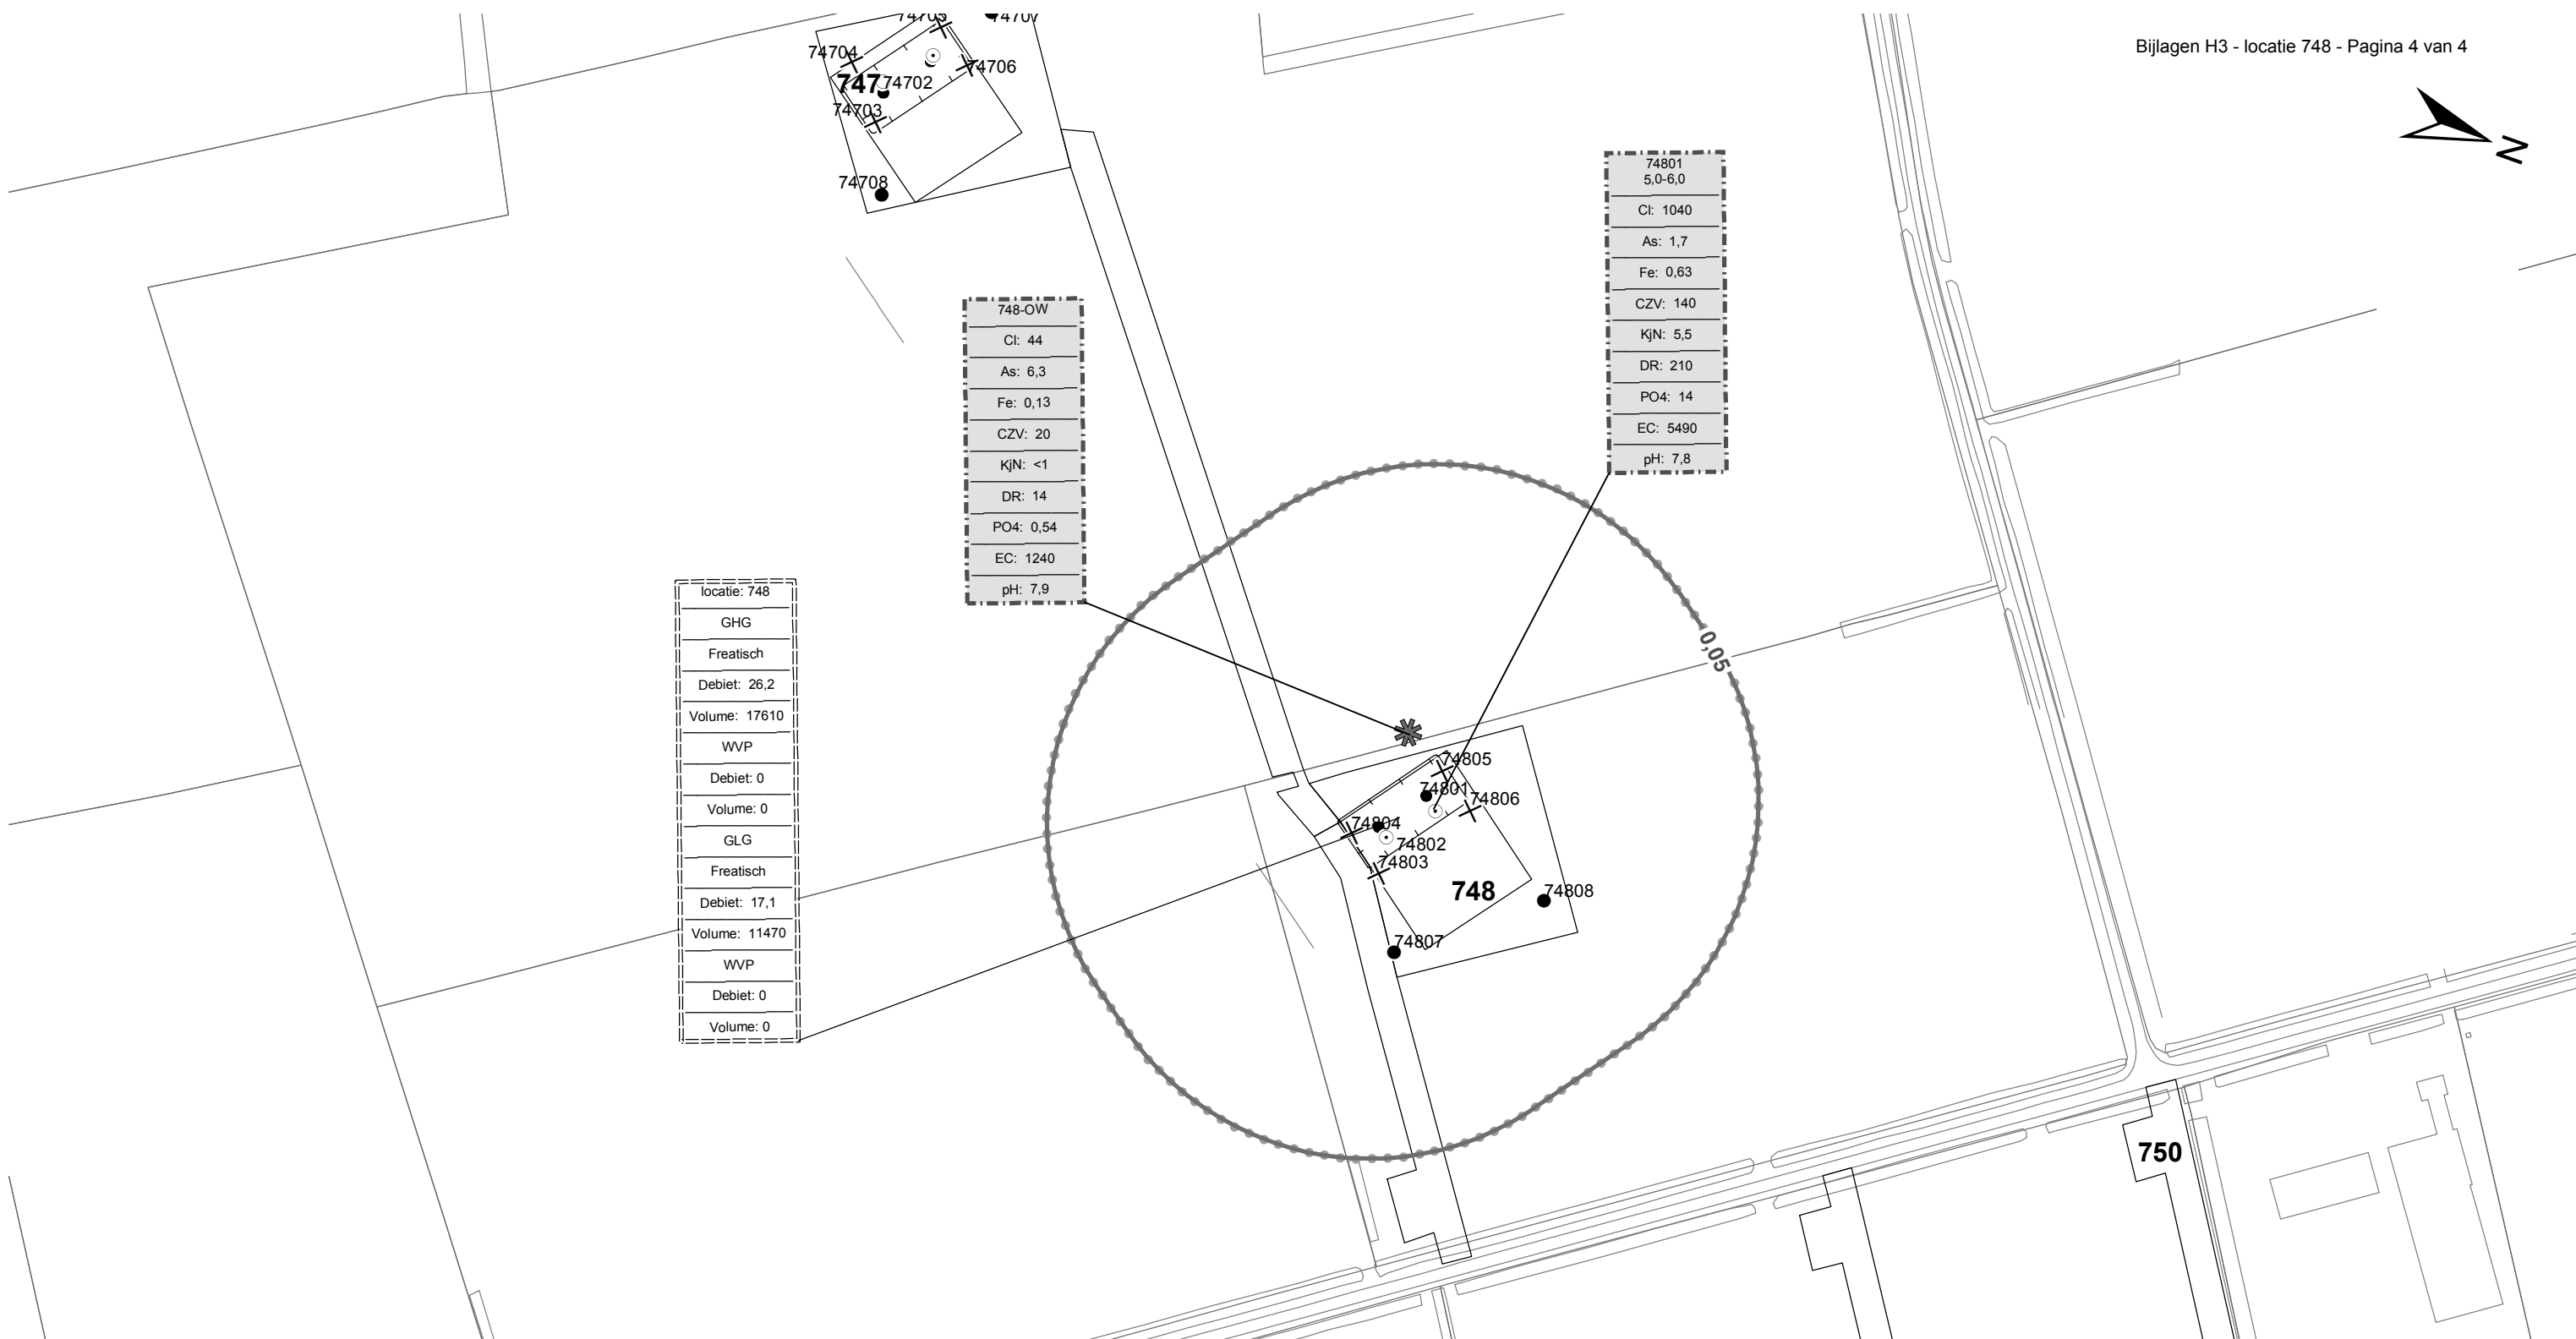 Bijlagen H3 - locatie 748 - Pagina 4 van 4
N
74705
74707
74704
74706
747
74702
74703
74708
74801
5,0-6,0
Cl: 1040
As: 1,7
Fe: 0,63
CZV: 140
KjN: 5,5
DR: 210
PO4: 14
EC: 5490
pH: 7,8
748-OW
Cl: 44
As: 6,3
Fe: 0,13
CZV: 20
KjN: <1
DR: 14
PO4: 0,54
EC: 1240
pH: 7,9
locatie: 748
GHG
Freatisch
Debiet: 26,2
Volume: 17610
WVP
Debiet: 0
Volume: 0
GLG
Freatisch
Debiet: 17,1
Volume: 11470
WVP
Debiet: 0
Volume: 0
0,05
74805
74801
74806
74804
74802
74803
748
74808
74807
750